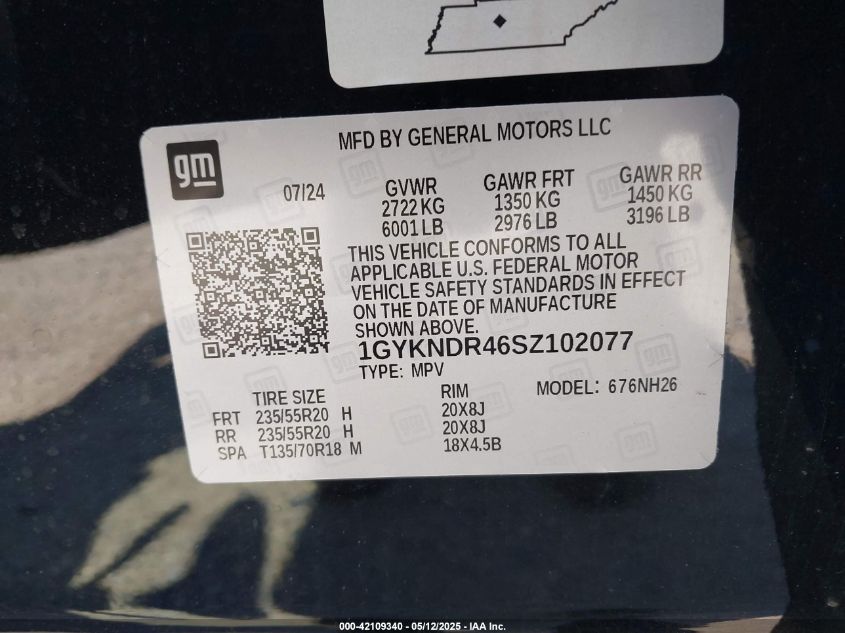 gm
MFD BY GENERAL MOTORS LLC
07/24
GVWR
2722 KG
6001 LB
GAWR FRT
1350 KG
2976 LB
GAWR RR
1450 KG
3196 LB
THIS VEHICLE CONFORMS TO ALL
APPLICABLE U.S. FEDERAL MOTOR
VEHICLE SAFETY STANDARDS IN EFFECT
ON THE DATE OF MANUFACTURE
SHOWN ABOVE.
1GYKNDR46SZ102077
TYPE: MPV
MODEL: 676NH26
TIRE SIZE RIM
FRT 235/55R20 H 20X8J
RR 235/55R20 H 20X8J
SPA T135/70R18 M 18X4.5B
000-42109340 - 05/12/2025 - IAA Inc.